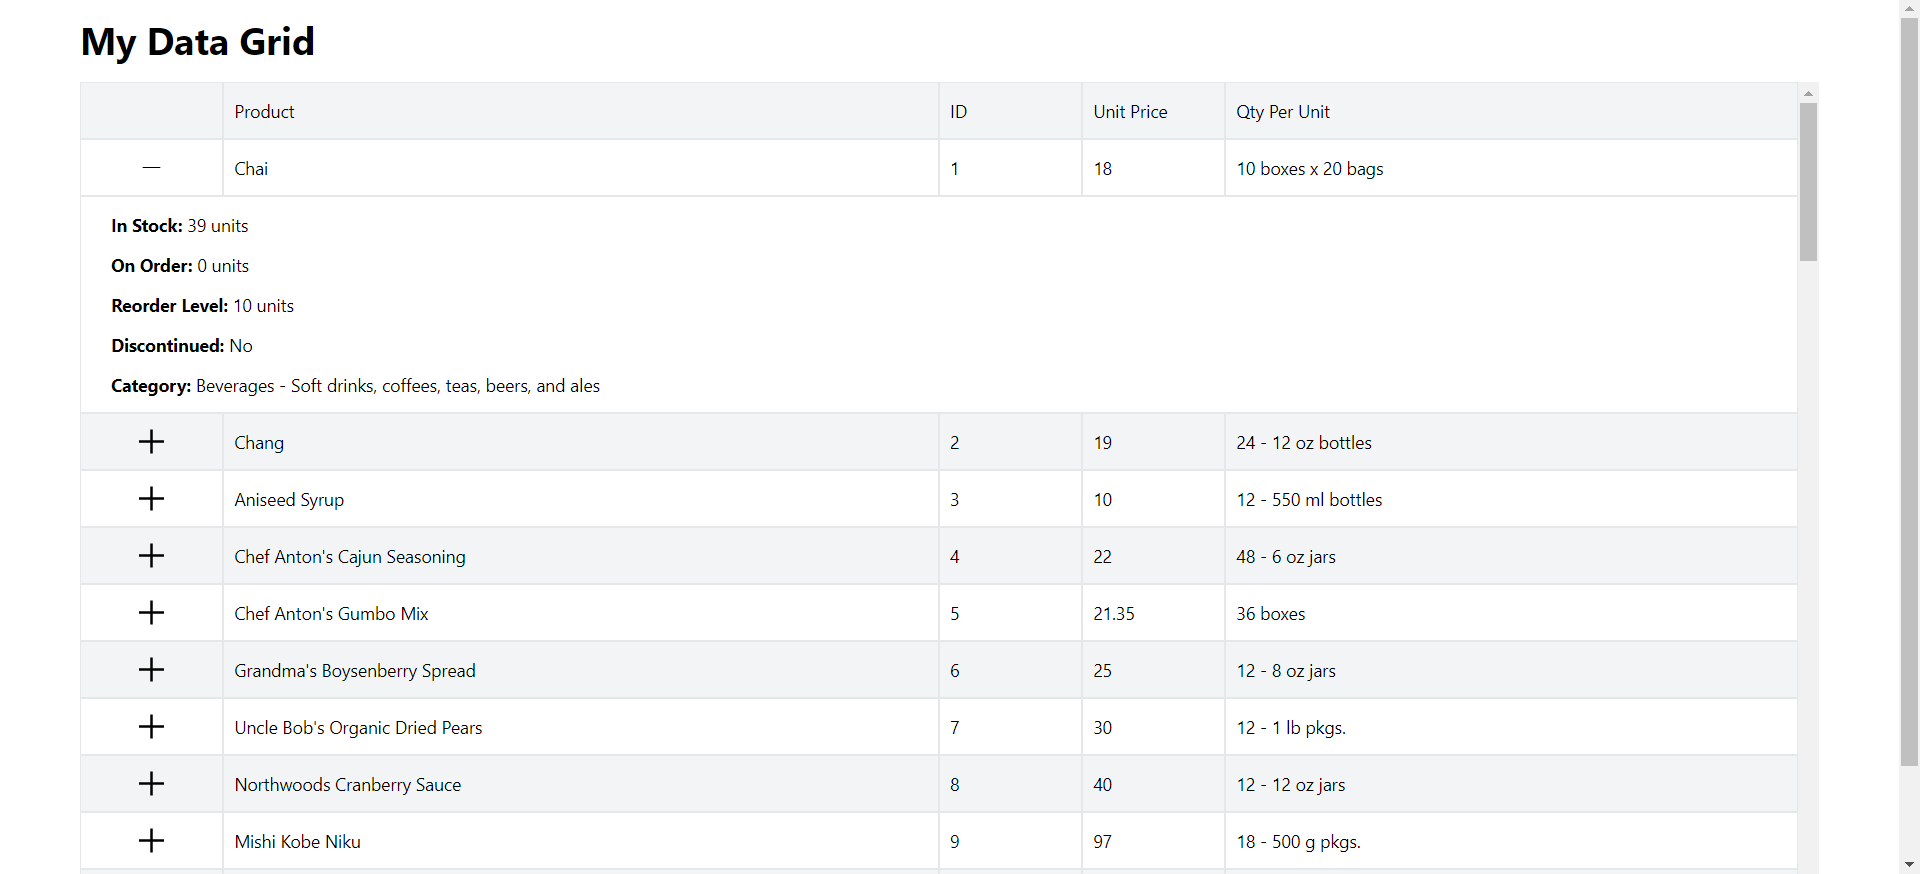 My Data Grid
Product ID Unit Price Qty Per Unit
Chai 1 18 10 boxes x 20 bags
In Stock: 39 units
On Order: 0 units
Reorder Level: 10 units
Discontinued: No
Category: Beverages - Soft drinks, coffees, teas, beers, and ales
Chang 2 19 24 - 12 oz bottles
Aniseed Syrup 3 10 12 - 550 ml bottles
Chef Anton's Cajun Seasoning 4 22 48 - 6 oz jars
Chef Anton's Gumbo Mix 5 21.35 36 boxes
Grandma's Boysenberry Spread 6 25 12 - 8 oz jars
Uncle Bob's Organic Dried Pears 7 30 12 - 1 lb pkgs.
Northwoods Cranberry Sauce 8 40 12 - 12 oz jars
Mishi Kobe Niku 9 97 18 - 500 g pkgs.